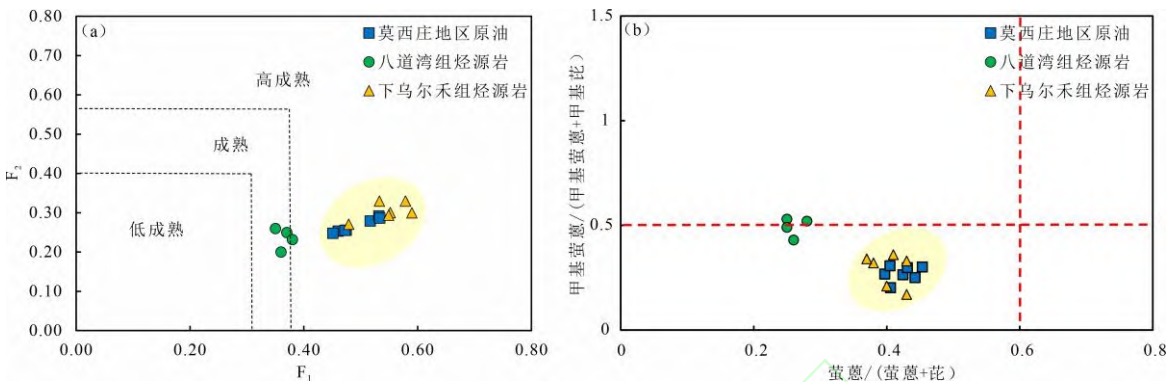 (a)
莫西庄地区原油
八道湾组烃源岩
下乌尔禾组烃源岩
高成熟
成熟
低成熟
0.80
0.70
0.60
0.50
0.40
0.30
0.20
0.10
0.00
F₂
0.00
0.20
0.40
0.60
0.80
F₁
(b)
莫西庄地区原油
八道湾组烃源岩
下乌尔禾组烃源岩
1.5
1
0.5
0
甲基萤蒽/(甲基萤蒽+甲基芘)
0
0.2
0.4
0.6
0.8
萤蒽/(萤蒽+芘)